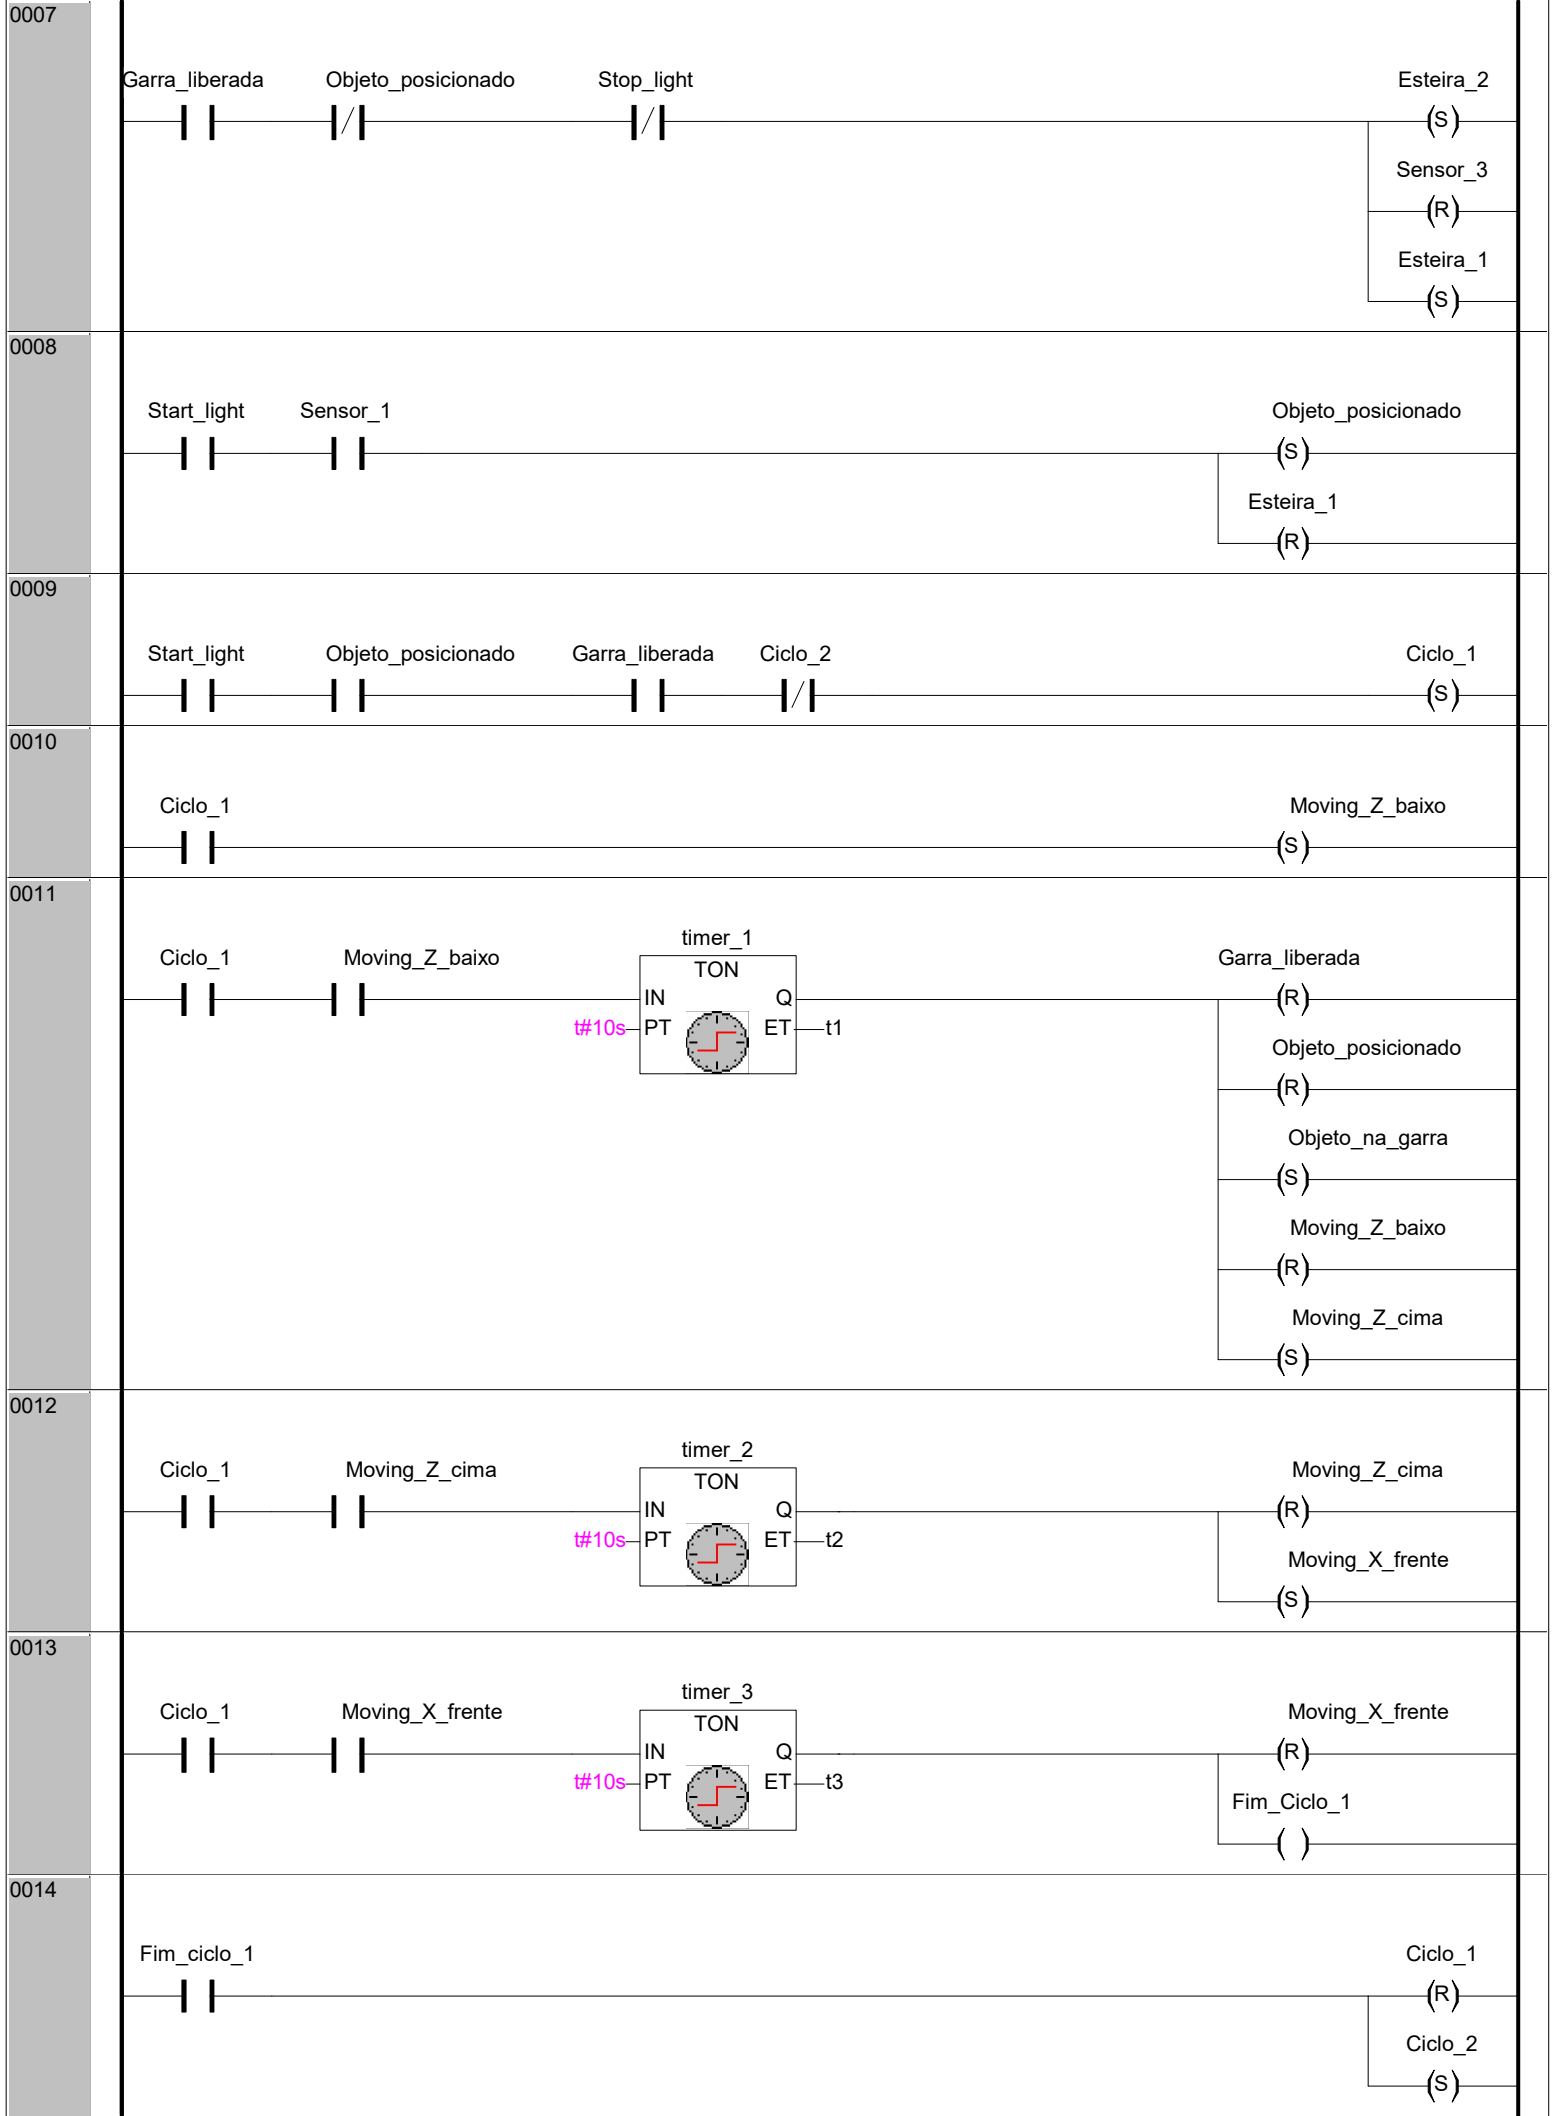 0007
Garra_liberada Objeto_posicionado Stop_light Esteira_2
(S)
Sensor_3
(R)
Esteira_1
(S)
0008
Start_light Sensor_1 Objeto_posicionado
(S)
Esteira_1
(R)
0009
Start_light Objeto_posicionado Garra_liberada Ciclo_2 Ciclo_1
(S)
0010
Ciclo_1 Moving_Z_baixo
(S)
0011
timer_1
Ciclo_1 Moving_Z_baixo TON Garra_liberada
IN Q (R)
t#10s PT ET t1
Objeto_posicionado
(R)
Objeto_na_garra
(S)
Moving_Z_baixo
(R)
Moving_Z_cima
(S)
0012
timer_2
Ciclo_1 Moving_Z_cima TON Moving_Z_cima
IN Q (R)
t#10s PT ET t2
Moving_X_frente
(S)
0013
timer_3
Ciclo_1 Moving_X_frente TON Moving_X_frente
IN Q (R)
t#10s PT ET t3
Fim_Ciclo_1
( )
0014
Fim_ciclo_1 Ciclo_1
(R)
Ciclo_2
(S)